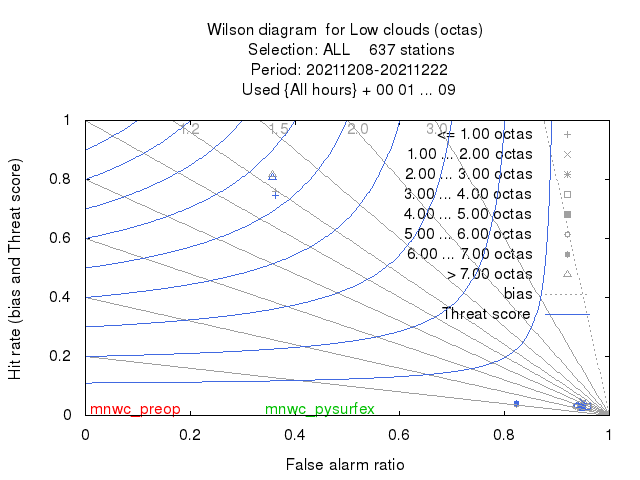 Wilson diagram for Low clouds (octas)
Selection: ALL 637 stations
Period: 20211208-20211222
Used {All hours} + 00 01 ... 09
1.2 1.5 2.0 3.0
<= 1.00 octas
1.00 ... 2.00 octas
2.00 ... 3.00 octas
3.00 ... 4.00 octas
4.00 ... 5.00 octas
5.00 ... 6.00 octas
6.00 ... 7.00 octas
> 7.00 octas
bias
Threat score
Hit rate (bias and Threat score)
1
0.8
0.6
0.4
0.2
0
mnwc_preop mnwc_pysurfex
0 0.2 0.4 0.6 0.8 1
False alarm ratio